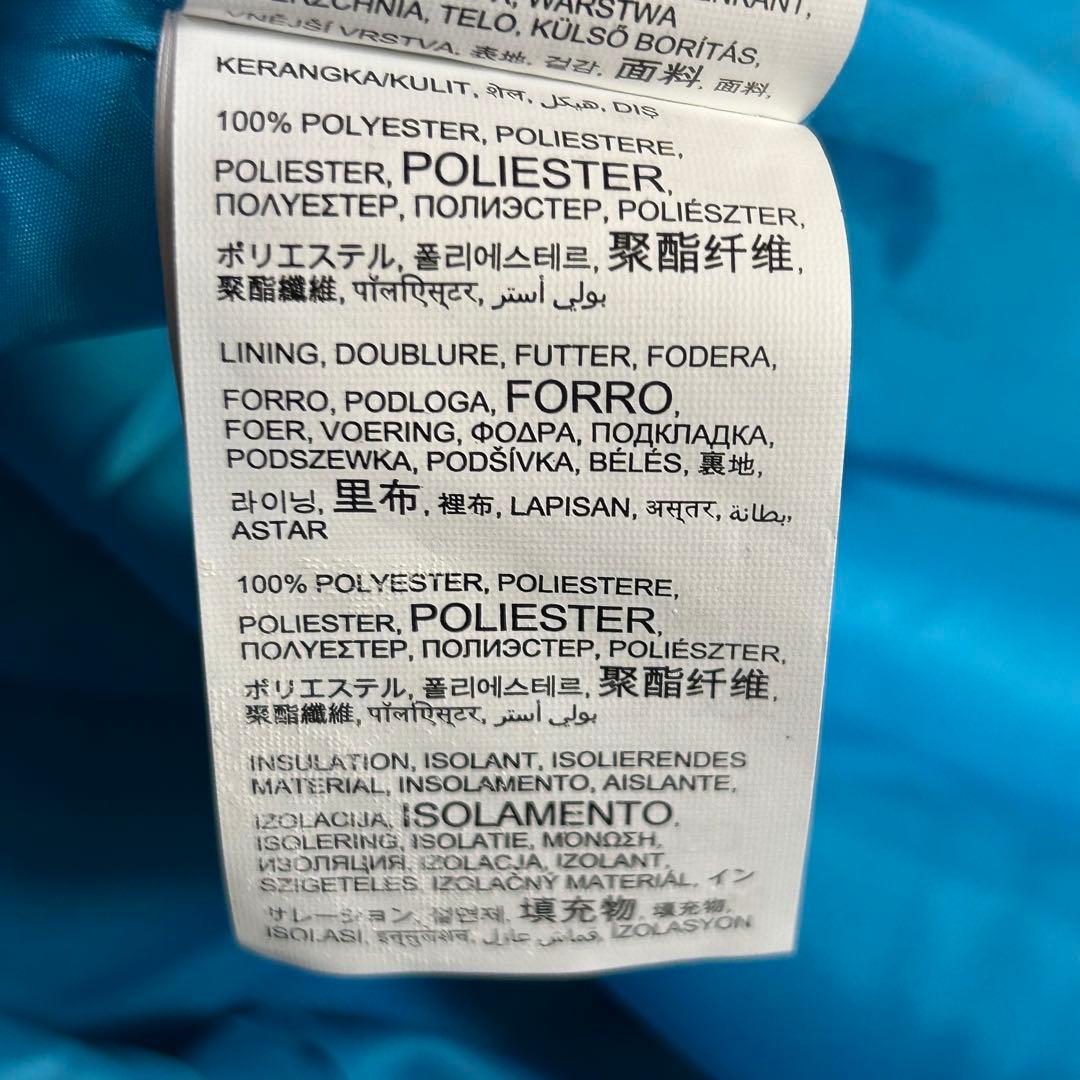 WARSTWA
TELO, KÜLSŐ BORÍTÁS,
VNĚJŠÍ VRSTVA, 表地, 겉감, 面料, 面料,
KERANGKA/KULIT, शैल, هيكل, DIŞ
100% POLYESTER, POLIESTERE,
POLIESTER, POLIESTER,
ΠΟΛΥΕΣΤΕΡ, ПОЛИЭСТЕР, POLIÉSZTER,
ポリエステル, 폴리에스테르, 聚酯纤维,
聚酯纖維, पॉलिएस्टर, بولي أستر
LINING, DOUBLURE, FUTTER, FODERA,
FORRO, PODLOGA, FORRO,
FOER, VOERING, ΦΟΔΡΑ, ПОДКЛАДКА,
PODSZEWKA, PODŠÍVKA, BÉLÉS, 裏地,
라이닝, 里布, 裡布, LAPISAN, अस्तर, بطانة,
ASTAR
100% POLYESTER, POLIESTERE,
POLIESTER, POLIESTER,
ΠΟΛΥΕΣΤΕΡ, ПОЛИЭСТЕР, POLIÉSZTER,
ポリエステル, 폴리에스테르, 聚酯纤维,
聚酯纖維, पॉलिएस्टर, بولي أستر
INSULATION, ISOLANT, ISOLIERENDES
MATERIAL, INSOLAMENTO, AISLANTE,
IZOLACIJA, ISOLAMENTO,
ISOLERING, ISOLATIE, ΜΟΝΩΣΗ,
ИЗОЛЯЦИЯ, IZOLACJA, IZOLANT,
SZIGETELES, IZOLAČNÝ MATERIÁL, イン
サレーション, 절연제, 填充物, 填充物,
ISOLASI, इन्सुलेशन, قماش عازل, IZOLASYON